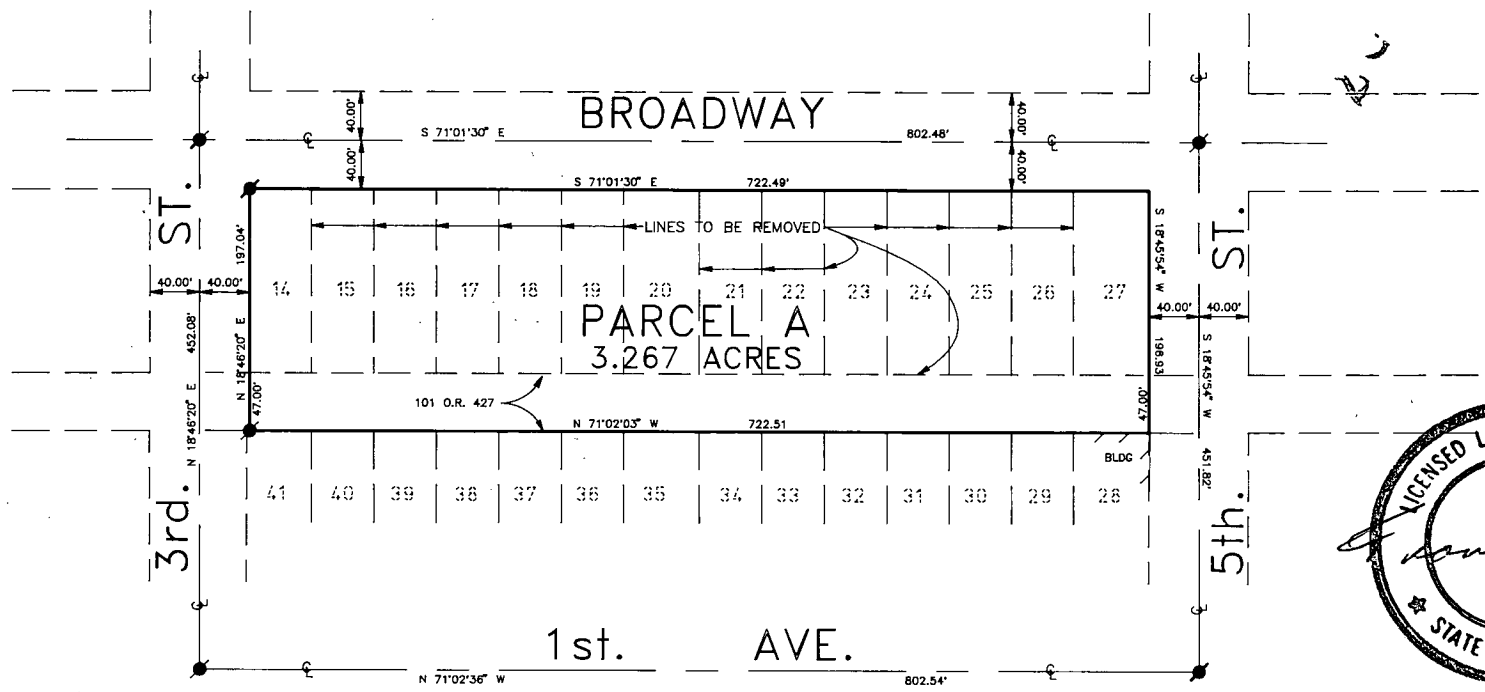 BROADWAY
40.00'
40.00'
S 71°01'30" E
802.48'
40.00'
40.00'
S 71°01'30" E
722.49'
3rd. ST.
40.00'
40.00'
197.04'
N 18°46'20" E
47.00'
452.08'
N 18°46'20" E
LINES TO BE REMOVED
14
15
16
17
18
19
20
21
22
23
24
25
26
27
PARCEL A
3.267 ACRES
101 O.R. 427
N 71°02'03" W
722.51
S 18°45'54" W
196.93
47.00'
5th. ST.
40.00'
40.00'
S 18°45'54" W
451.82'
BLDG
41
40
39
38
37
36
35
34
33
32
31
30
29
28
1st. AVE.
N 71°02'36" W
802.54'
LICENSED
STATE